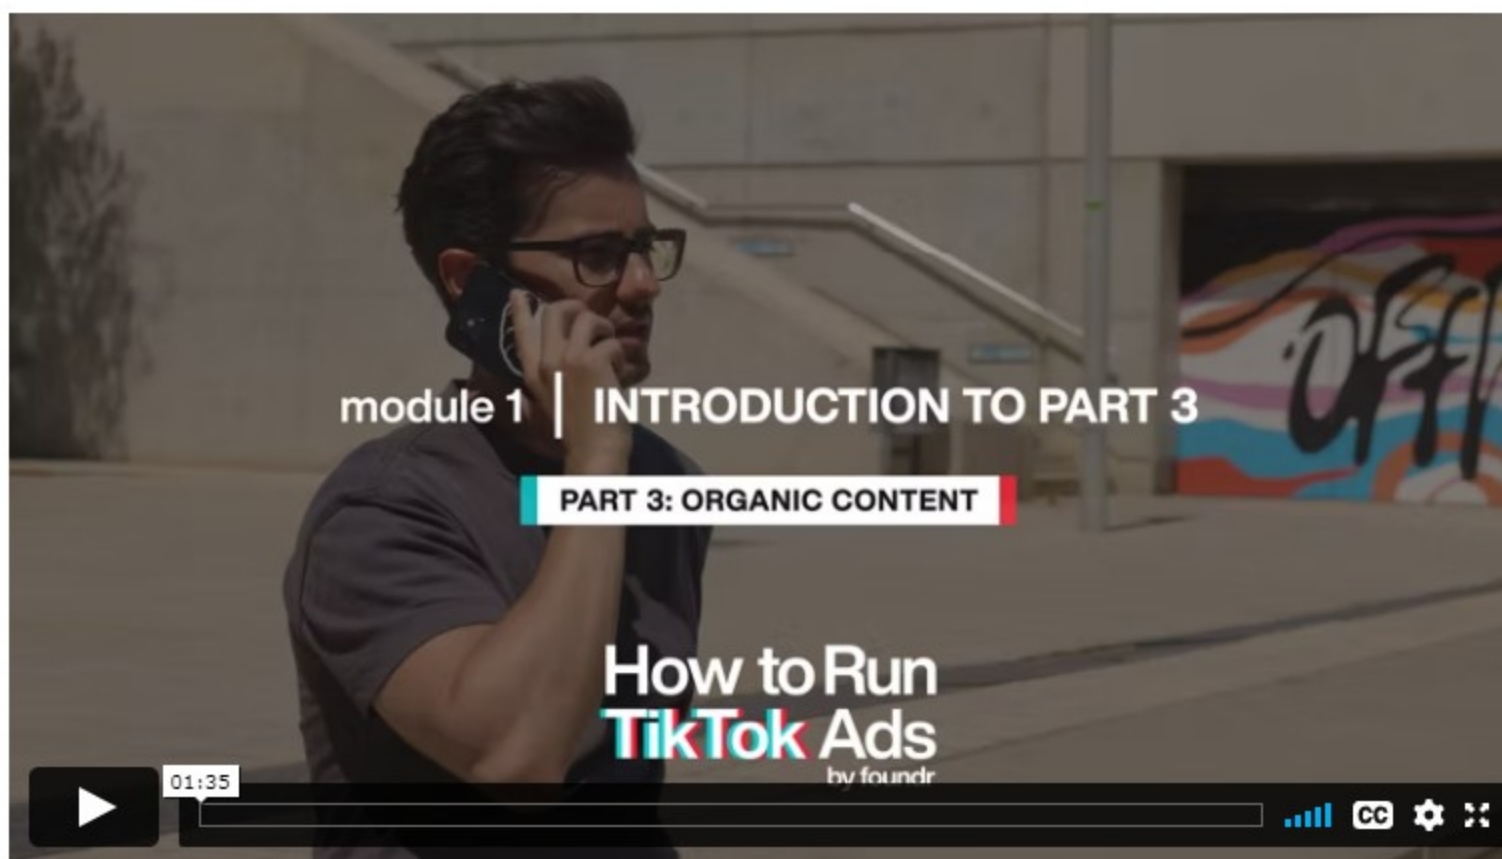 module 1 | INTRODUCTION TO PART 3
PART 3: ORGANIC CONTENT
How to Run
TikTok Ads
by foundr
01:35
CC